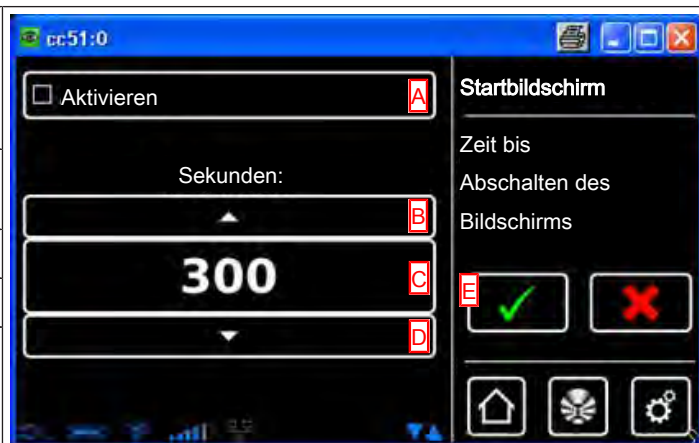 cc51:0
Aktivieren
A
Sekunden:
B
300
C
D
Startbildschirm
Zeit bis
Abschalten des
Bildschirms
E